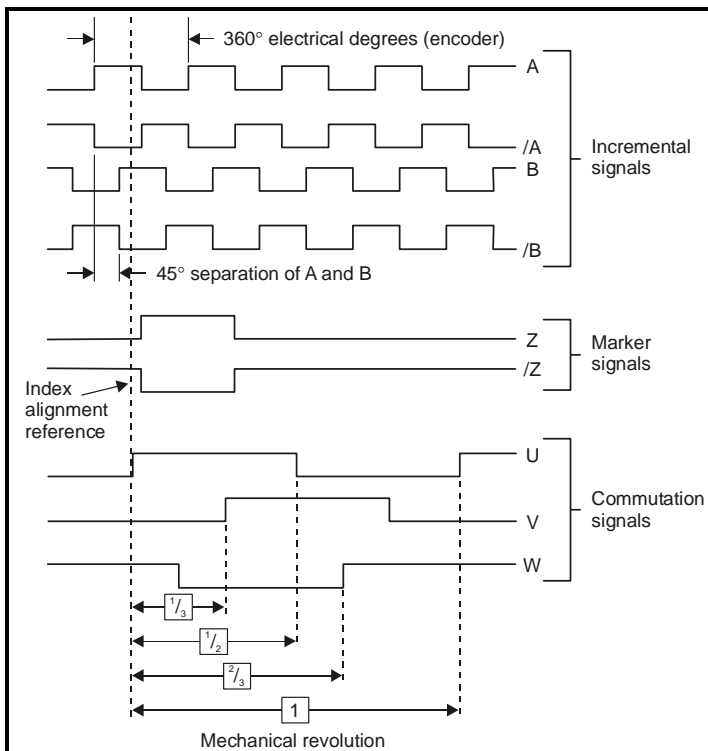 360° electrical degrees (encoder)
A
/A
B
/B
Incremental
signals
45° separation of A and B
Z
/Z
Marker
signals
Index
alignment
reference
U
V
W
Commutation
signals
1/3
1/2
2/3
1
Mechanical revolution